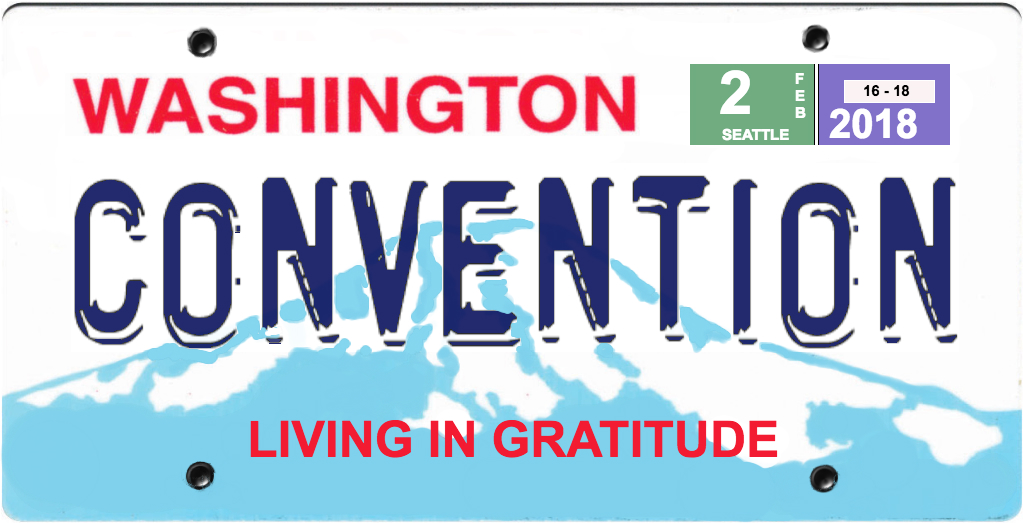 WASHINGTON
2 FEB
SEATTLE
16 - 18
2018
CONVENTION
LIVING IN GRATITUDE